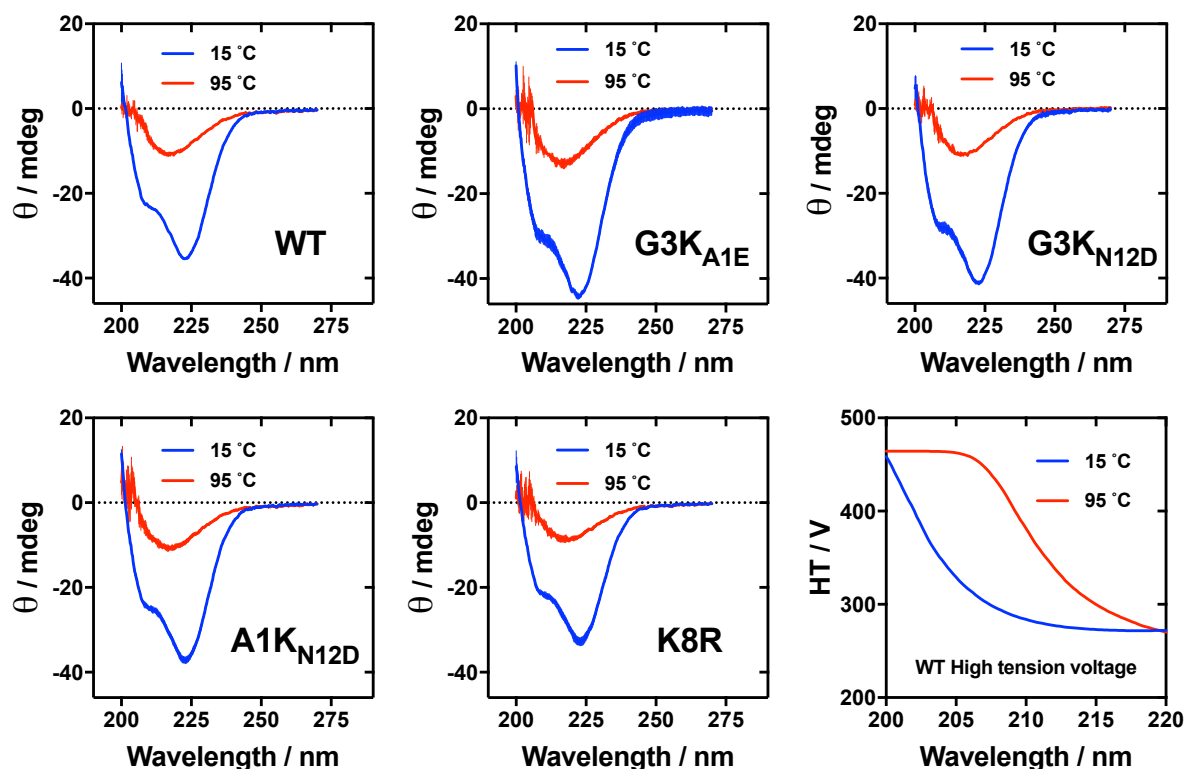 20
0
-20
-40
θ / mdeg
15 ˚C
95 ˚C
WT
200 225 250 275
Wavelength / nm
20
0
-20
-40
θ / mdeg
15 ˚C
95 ˚C
G3KA1E
200 225 250 275
Wavelength / nm
20
0
-20
-40
θ / mdeg
15 ˚C
95 ˚C
G3KN12D
200 225 250 275
Wavelength / nm
20
0
-20
-40
θ / mdeg
15 ˚C
95 ˚C
A1KN12D
200 225 250 275
Wavelength / nm
20
0
-20
-40
θ / mdeg
15 ˚C
95 ˚C
K8R
200 225 250 275
Wavelength / nm
500
400
300
200
HT / V
15 ˚C
95 ˚C
WT High tension voltage
200 205 210 215 220
Wavelength / nm